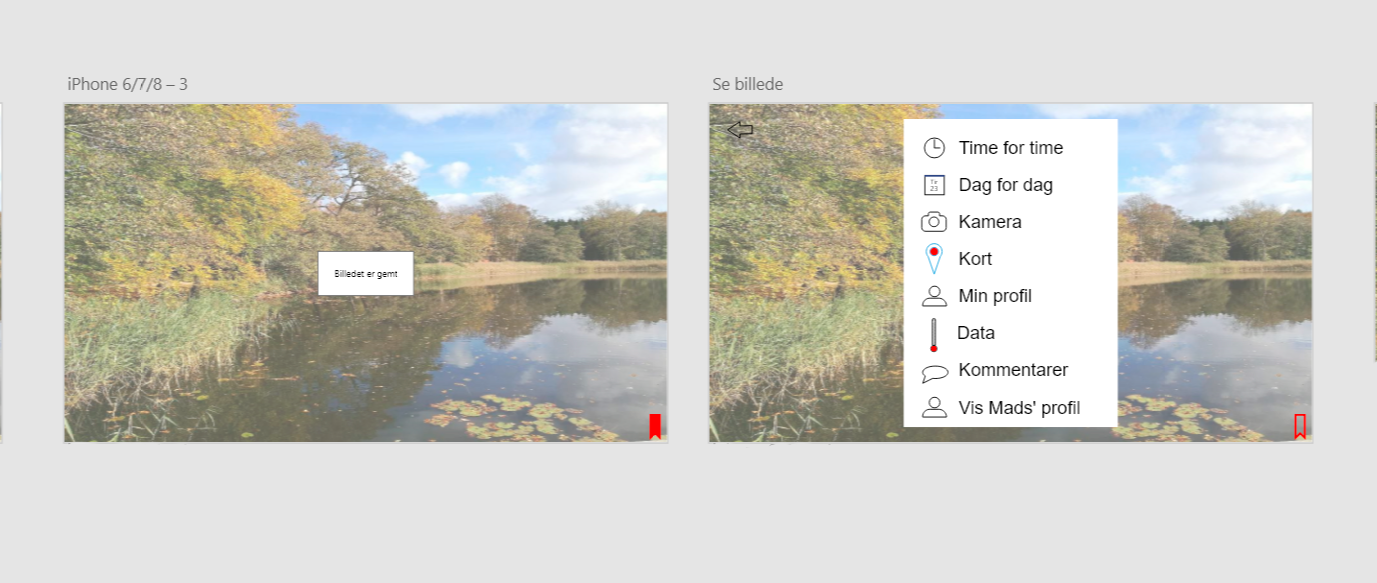 iPhone 6/7/8 – 3
Billedet er gemt
Se billede
Time for time
Tir
23
Dag for dag
Kamera
Kort
Min profil
Data
Kommentarer
Vis Mads' profil